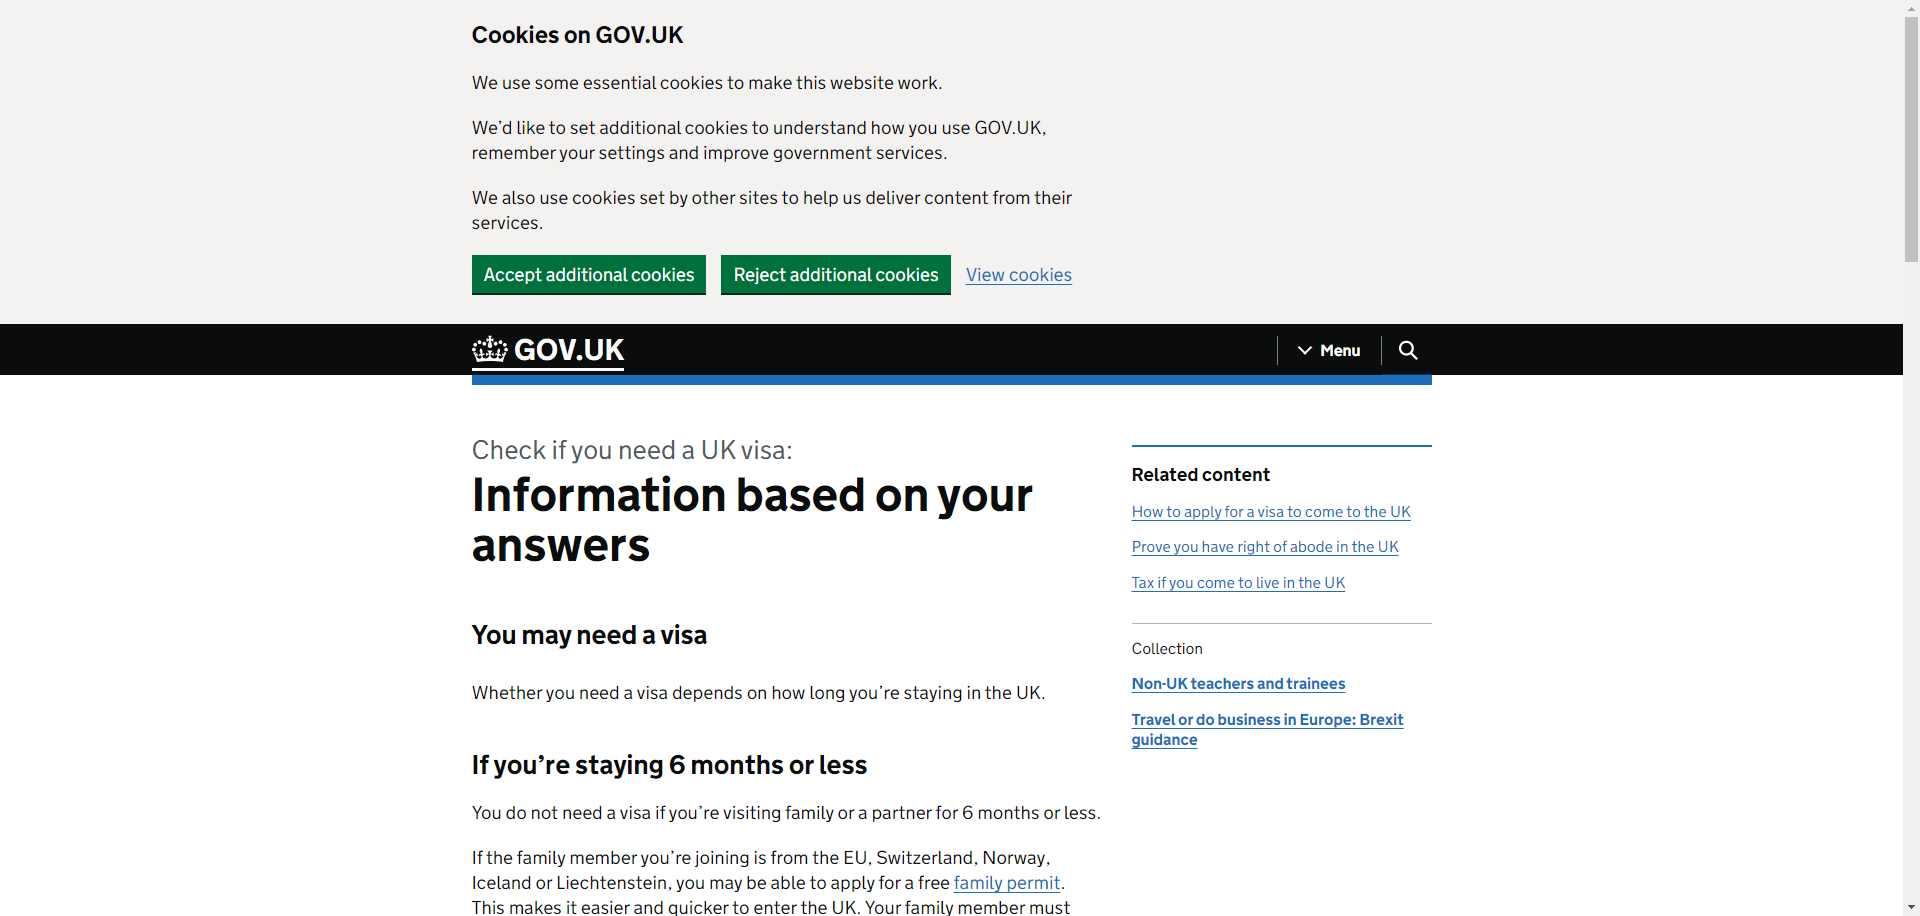 Cookies on GOV.UK
We use some essential cookies to make this website work.
We’d like to set additional cookies to understand how you use GOV.UK,
remember your settings and improve government services.
We also use cookies set by other sites to help us deliver content from their
services.
Accept additional cookies
Reject additional cookies
View cookies
GOV.UK
Menu
Check if you need a UK visa:
Information based on your
answers
You may need a visa
Whether you need a visa depends on how long you’re staying in the UK.
If you’re staying 6 months or less
You do not need a visa if you’re visiting family or a partner for 6 months or less.
If the family member you’re joining is from the EU, Switzerland, Norway,
Iceland or Liechtenstein, you may be able to apply for a free family permit.
This makes it easier and quicker to enter the UK. Your family member must
Related content
How to apply for a visa to come to the UK
Prove you have right of abode in the UK
Tax if you come to live in the UK
Collection
Non-UK teachers and trainees
Travel or do business in Europe: Brexit
guidance